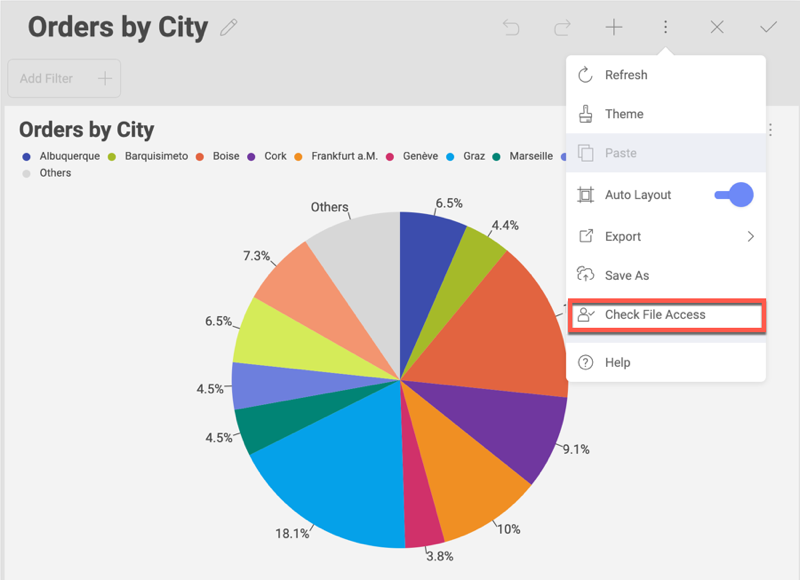 Orders by City
Add Filter
Refresh
Theme
Paste
Auto Layout
Export
Save As
Check File Access
Help
Orders by City
Albuquerque Barquisimeto Boise Cork Frankfurt a.M. Genève Graz Marseille
Others
Others
6.5%
4.4%
7.3%
6.5%
4.5%
4.5%
9.1%
18.1%
10%
3.8%